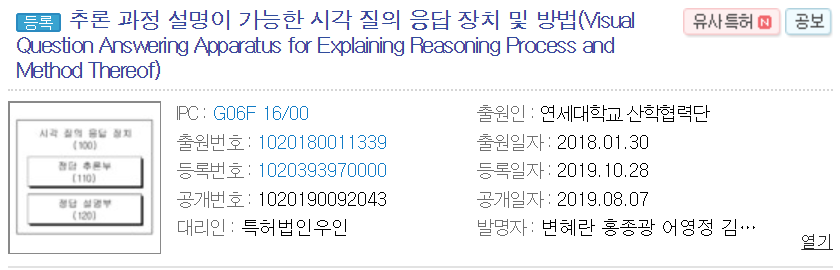 등록 추론 과정 설명이 가능한 시각 질의 응답 장치 및 방법(Visual
Question Answering Apparatus for Explaining Reasoning Process and
Method Thereof)
유사특허 N 공보
시각 질의 응답 장치
(100)
정답 추론부
(110)
정답 설명부
(120)
IPC : G06F 16/00
출원번호 : 1020180011339
등록번호 : 1020393970000
공개번호 : 1020190092043
대리인 : 특허법인우인
출원인 : 연세대학교 산학협력단
출원일자 : 2018.01.30
등록일자 : 2019.10.28
공개일자 : 2019.08.07
발명자 : 변혜란 홍종광 어영정 김…
열기